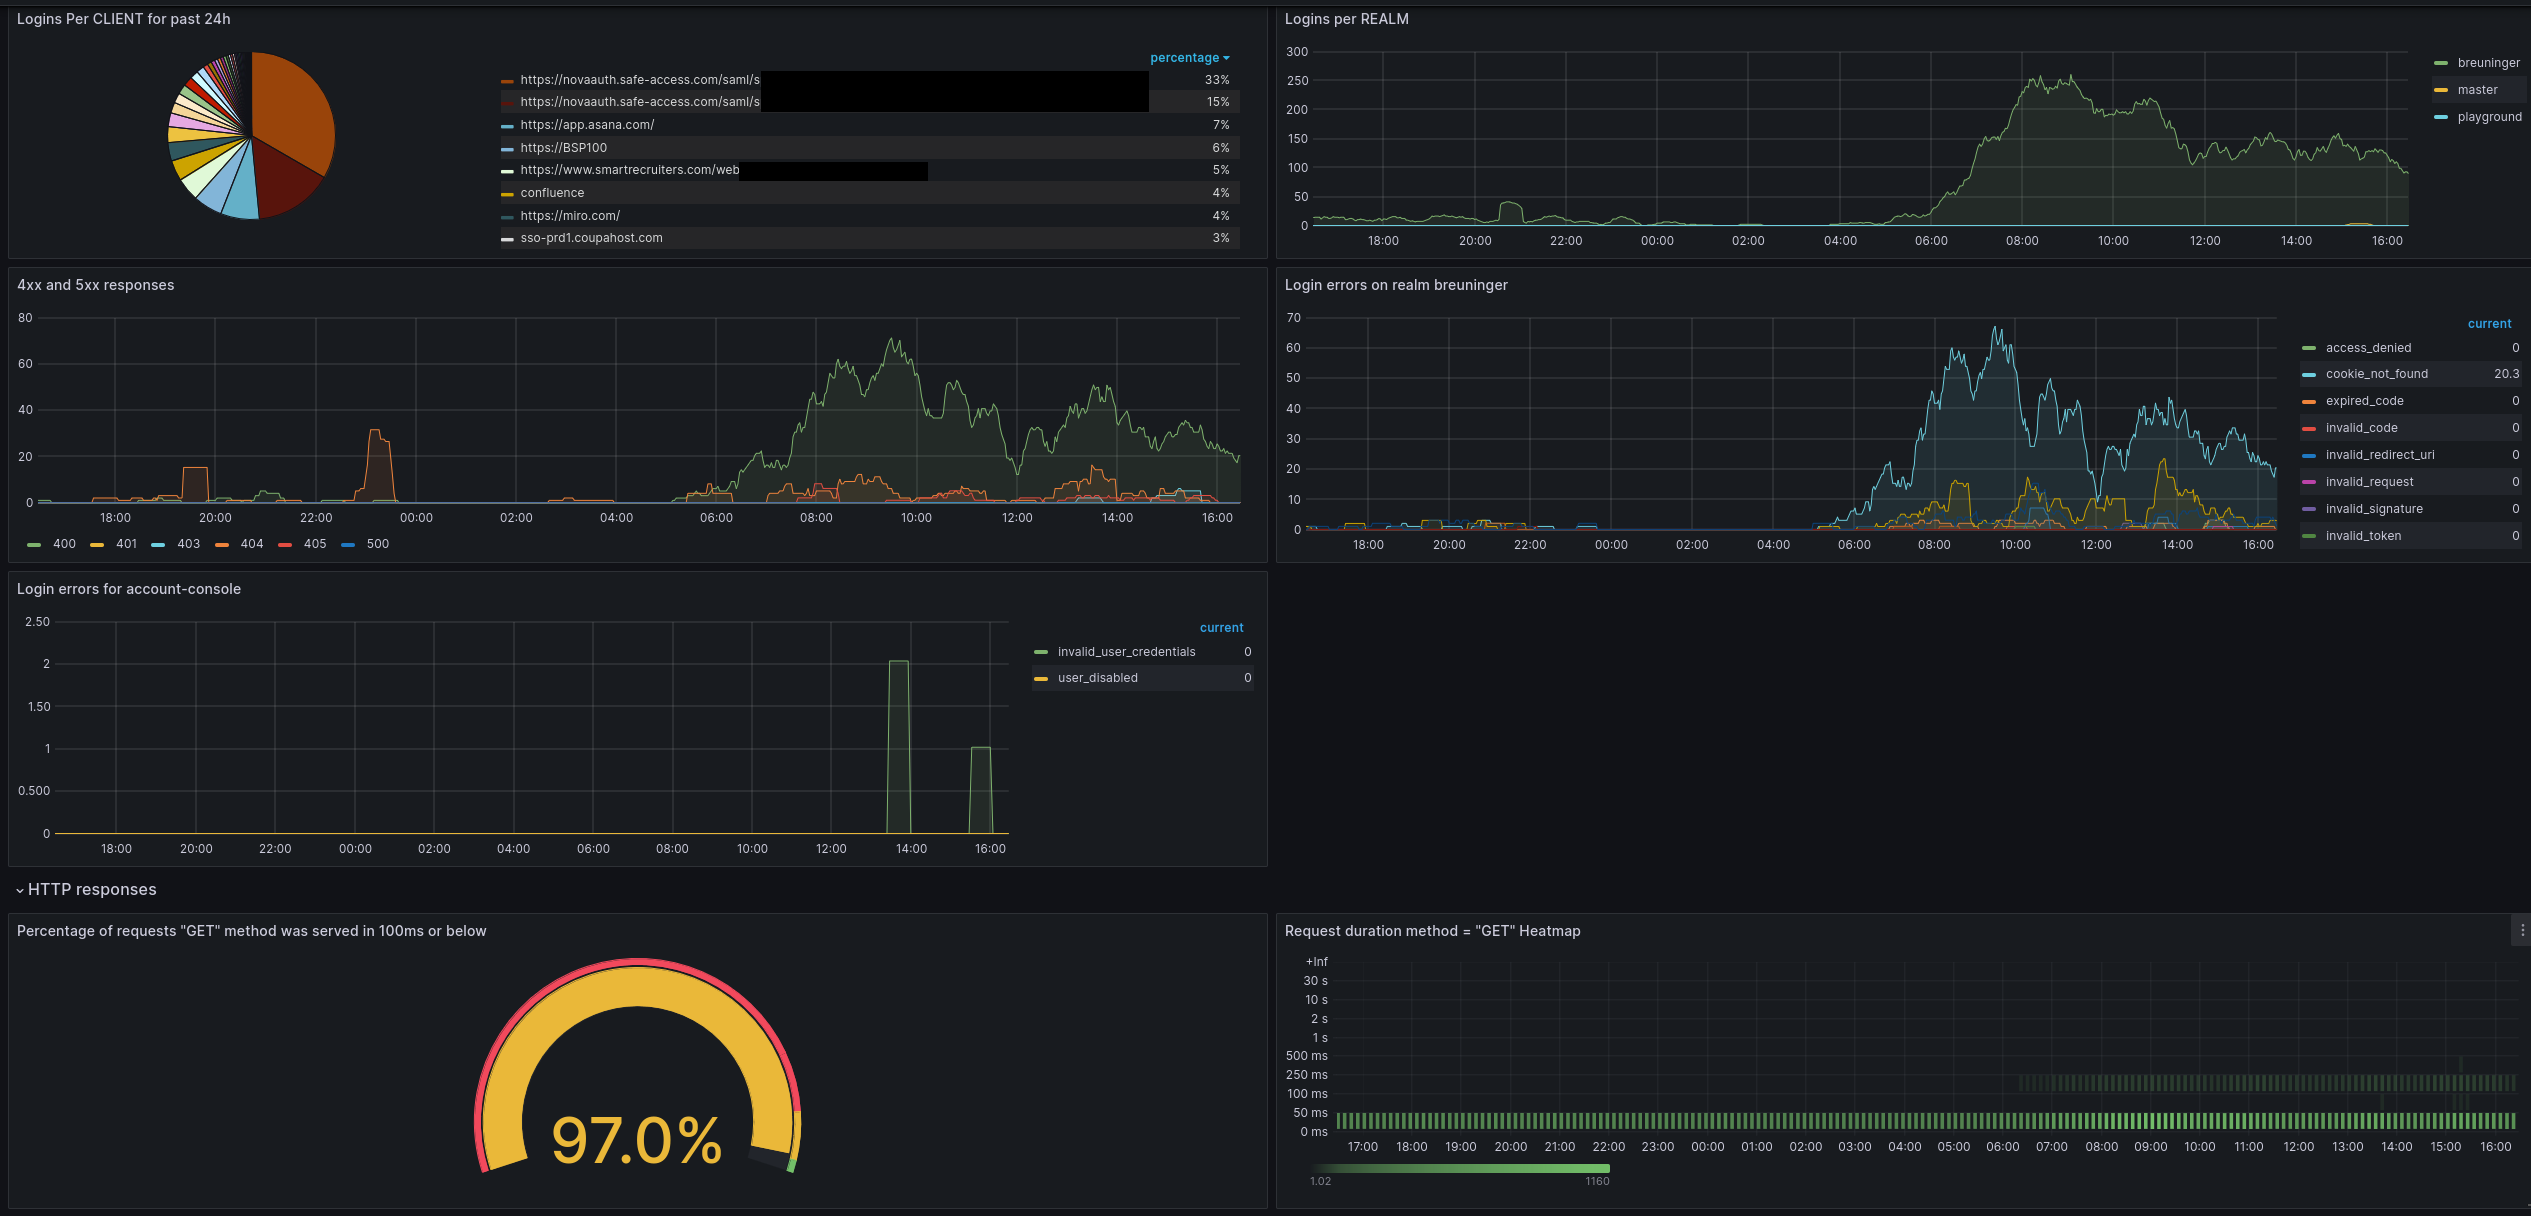 Logins Per CLIENT for past 24h
percentage
https://novaauth.safe-access.com/saml/s 33%
https://novaauth.safe-access.com/saml/s 15%
https://app.asana.com/ 7%
https://BSP100 6%
https://www.smartrecruiters.com/web 5%
confluence 4%
https://miro.com/ 4%
sso-prd1.coupahost.com 3%
Logins per REALM
300
250
200
150
100
50
0
18:00 20:00 22:00 00:00 02:00 04:00 06:00 08:00 10:00 12:00 14:00 16:00
breuninger
master
playground
4xx and 5xx responses
80
60
40
20
0
18:00 20:00 22:00 00:00 02:00 04:00 06:00 08:00 10:00 12:00 14:00 16:00
400 401 403 404 405 500
Login errors on realm breuninger
70
60
50
40
30
20
10
0
18:00 20:00 22:00 00:00 02:00 04:00 06:00 08:00 10:00 12:00 14:00 16:00
current
access_denied 0
cookie_not_found 20.3
expired_code 0
invalid_code 0
invalid_redirect_uri 0
invalid_request 0
invalid_signature 0
invalid_token 0
Login errors for account-console
2.50
2
1.50
1
0.500
0
18:00 20:00 22:00 00:00 02:00 04:00 06:00 08:00 10:00 12:00 14:00 16:00
current
invalid_user_credentials 0
user_disabled 0
HTTP responses
Percentage of requests "GET" method was served in 100ms or below
97.0%
Request duration method = "GET" Heatmap
+Inf
30 s
10 s
2 s
1 s
500 ms
250 ms
100 ms
50 ms
0 ms
17:00 18:00 19:00 20:00 21:00 22:00 23:00 00:00 01:00 02:00 03:00 04:00 05:00 06:00 07:00 08:00 09:00 10:00 11:00 12:00 13:00 14:00 15:00 16:00
1.02 1160